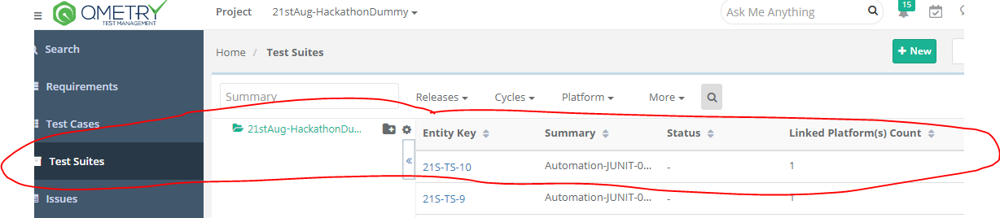 QMETRY
TEST MANAGEMENT
Project 21stAug-HackathonDummy
Ask Me Anything
15
Search
Home / Test Suites
+ New
Requirements
Summary
Releases Cycles Platform More
Test Cases
21stAug-HackathonDu...
Entity Key Summary Status Linked Platform(s) Count
Test Suites
«
21S-TS-10 Automation-JUNIT-0... - 1
Issues
21S-TS-9 Automation-JUNIT-0... - 1